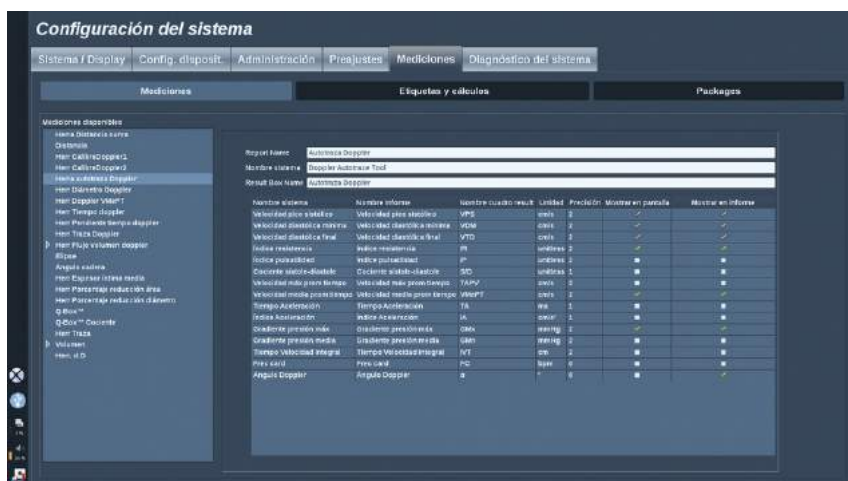 Configuración del sistema
Sistema / Display Config. disposit. Administración Preajustes Mediciones Diagnóstico del sistema
Mediciones Etiquetas y cálculos Packages
Mediciones disponibles
Herra Distancia curva
Distancia
Herr CalibreDoppler1
Herr CalibreDoppler2
Herra autotraza Doppler
Herr Diámetro Doppler
Herr Doppler VMePT
Herr Tiempo doppler
Herr Pendiente tiempo doppler
Herr Traza Doppler
Herr Flujo volumen doppler
Elipse
Angulo cadera
Herr Espesor íntima media
Herr Porcentaje reducción área
Herr Porcentaje reducción diámetro
Q-Box™
Q-Box™ Cociente
Herr Traza
Volumen
Report Name Autotraza Doppler
Nombre sistema Doppler Autotrace Tool
Result Box Name Autotraza Doppler
Nombre sistema Nombre informe Nombre cuadro result Unidad Precisión Mostrar en pantalla Mostrar en informe
Velocidad pico sistólico Velocidad pico sistólico VPS cm/s 2
Velocidad diastólica mínima Velocidad diastólica mínima VDM cm/s 2
Velocidad diastólica final Velocidad diastólica final VTD cm/s 2
Índice resistencia Índice resistencia IR unitless 2
Índice pulsatilidad Índice pulsatilidad IP unitless 2
Cociente sístole-diástole Cociente sístole-diástole S/D unitless 1
Velocidad máx prom tiempo Velocidad máx prom tiempo TAPV cm/s 2
Velocidad media prom tiempo Velocidad media prom tiempo VMePT cm/s 2
Tiempo Aceleración Tiempo Aceleración TA ms 1
Índice Aceleración Índice Aceleración IA cm/s² 1
Gradiente presión máx Gradiente presión máx GMx mmHg 2
Gradiente presión media Gradiente presión media GMn mmHg 2
Tiempo Velocidad Integral Tiempo Velocidad Integral IVT cm 2
Frec card Frec card FC bpm 0
Angulo Doppler Angulo Doppler α ° 0